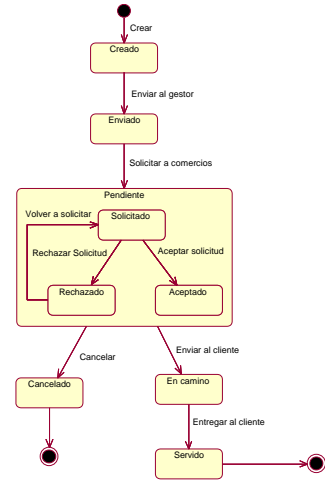 Crear
Creado
Enviar al gestor
Enviado
Solicitar a comercios
Pendiente
Volver a solicitar
Solicitado
Rechazar Solicitud
Aceptar solicitud
Rechazado
Aceptado
Cancelar
Enviar al cliente
Cancelado
En camino
Entregar al cliente
Servido